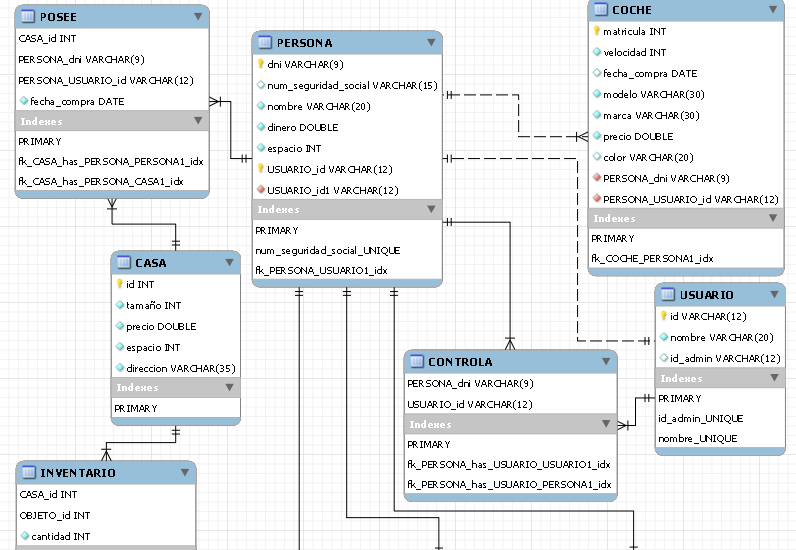 POSEE
CASA_id INT
PERSONA_dni VARCHAR(9)
PERSONA_USUARIO_id VARCHAR(12)
fecha_compra DATE
Indexes
PRIMARY
fk_CASA_has_PERSONA_PERSONA1_idx
fk_CASA_has_PERSONA_CASA1_idx
PERSONA
dni VARCHAR(9)
num_seguridad_social VARCHAR(15)
nombre VARCHAR(20)
dinero DOUBLE
espacio INT
USUARIO_id VARCHAR(12)
USUARIO_id1 VARCHAR(12)
Indexes
PRIMARY
num_seguridad_social_UNIQUE
fk_PERSONA_USUARIO1_idx
COCHE
matricula INT
velocidad INT
fecha_compra DATE
modelo VARCHAR(30)
marca VARCHAR(30)
precio DOUBLE
color VARCHAR(20)
PERSONA_dni VARCHAR(9)
PERSONA_USUARIO_id VARCHAR(12)
Indexes
PRIMARY
fk_COCHE_PERSONA1_idx
CASA
id INT
tamaño INT
precio DOUBLE
espacio INT
direccion VARCHAR(35)
Indexes
PRIMARY
USUARIO
id VARCHAR(12)
nombre VARCHAR(20)
id_admin VARCHAR(12)
Indexes
PRIMARY
id_admin_UNIQUE
nombre_UNIQUE
CONTROLA
PERSONA_dni VARCHAR(9)
USUARIO_id VARCHAR(12)
Indexes
PRIMARY
fk_PERSONA_has_USUARIO_USUARIO1_idx
fk_PERSONA_has_USUARIO_PERSONA1_idx
INVENTARIO
CASA_id INT
OBJETO_id INT
cantidad INT